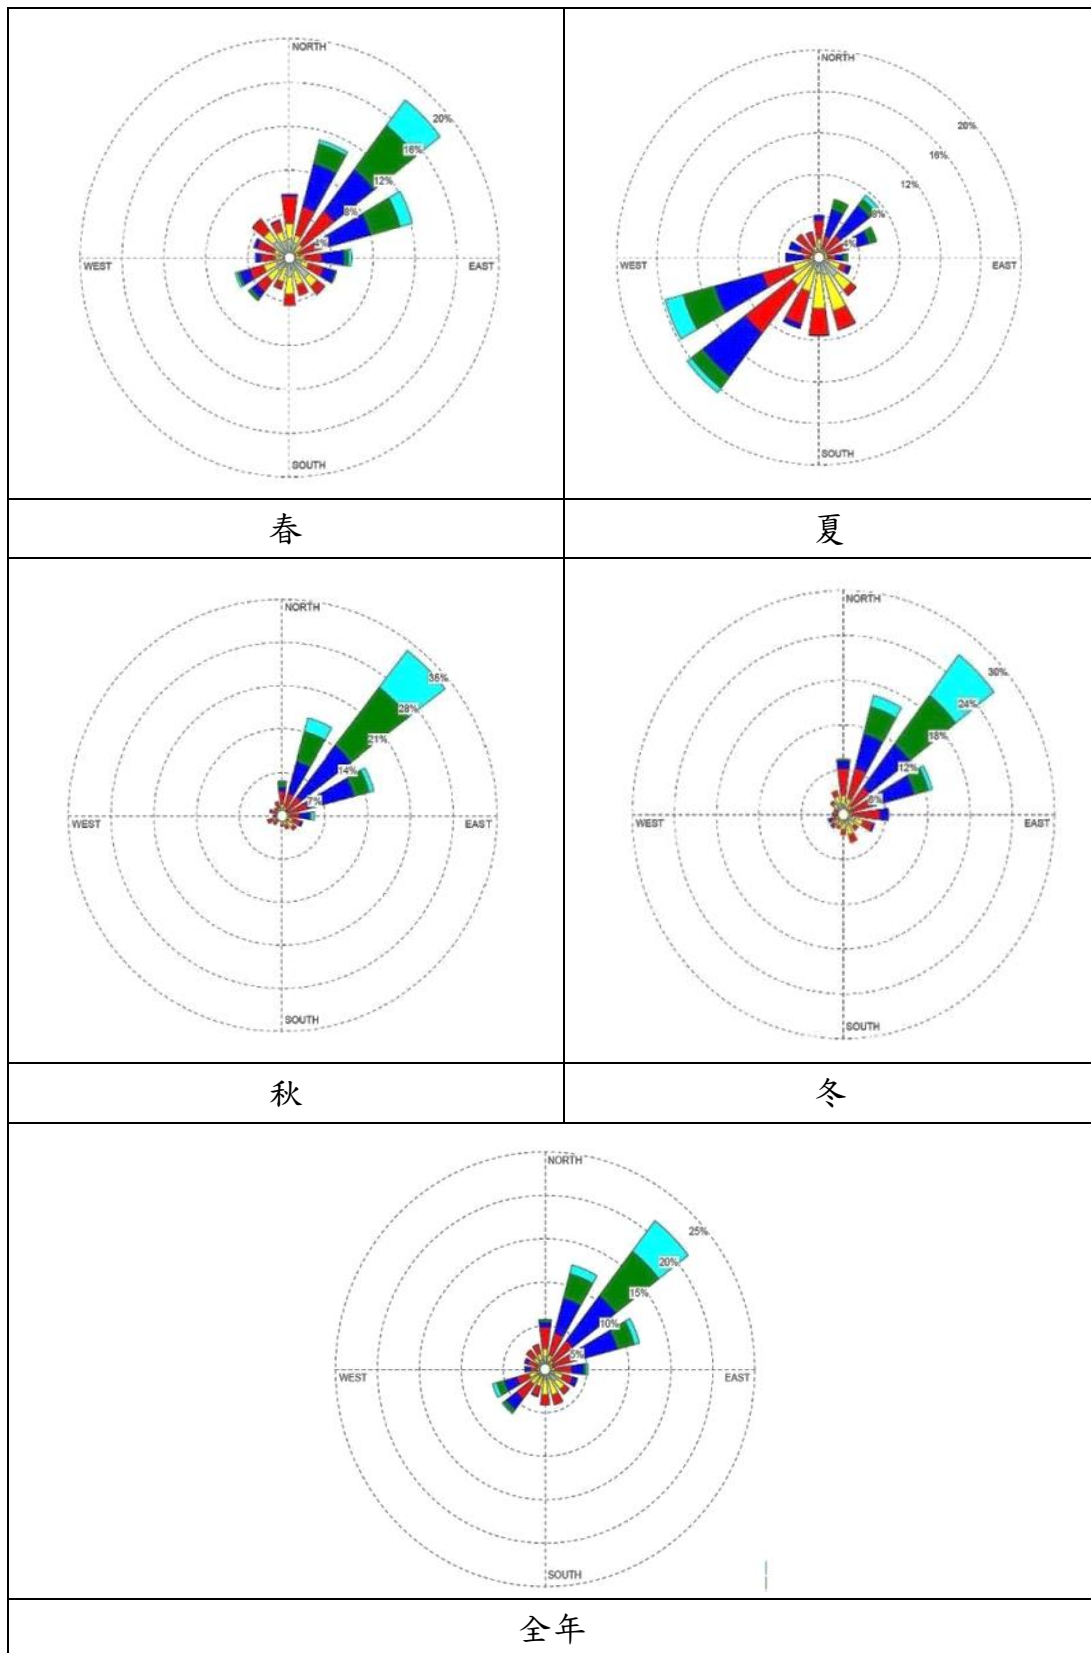 NORTH
20%
16%
12%
8%
4%
WEST
EAST
SOUTH
春
NORTH
20%
16%
12%
8%
4%
WEST
EAST
SOUTH
夏
NORTH
35%
28%
21%
14%
7%
WEST
EAST
SOUTH
秋
NORTH
30%
24%
18%
12%
6%
WEST
EAST
SOUTH
冬
NORTH
25%
20%
15%
10%
5%
WEST
EAST
SOUTH
全年